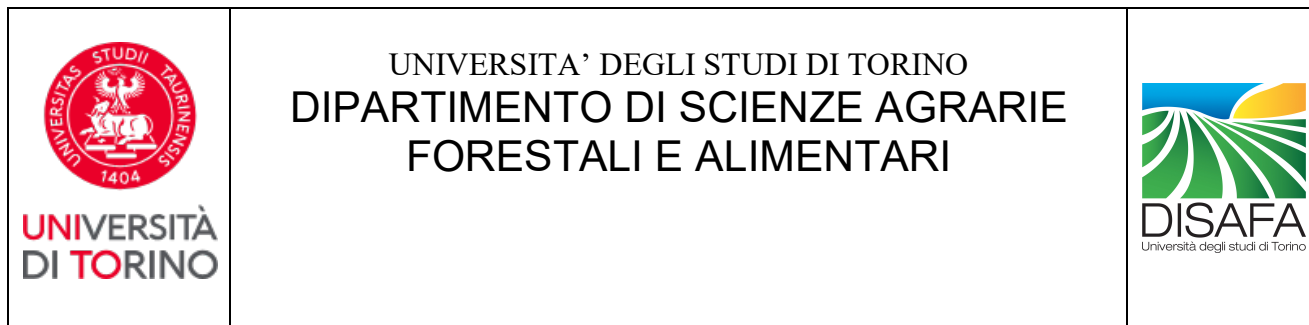 UNIVERSITAS STUDII TAURINENSIS
1404
UNIVERSITÀ
DI TORINO
UNIVERSITA’ DEGLI STUDI DI TORINO
DIPARTIMENTO DI SCIENZE AGRARIE
FORESTALI E ALIMENTARI
DISAFA
Università degli studi di Torino